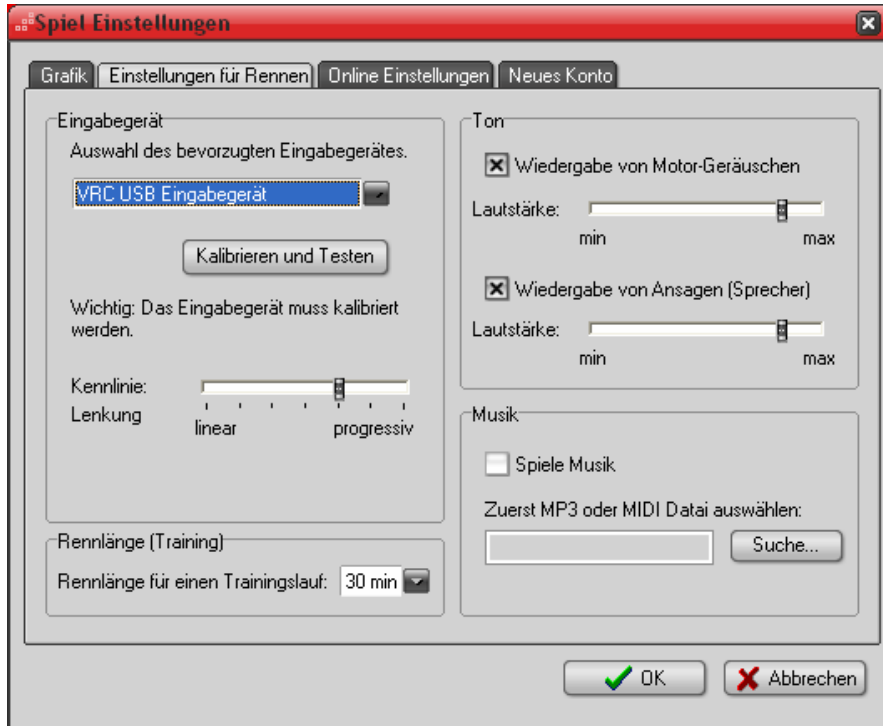 Spiel Einstellungen
Grafik
Einstellungen für Rennen
Online Einstellungen
Neues Konto
Eingabegerät
Auswahl des bevorzugten Eingabegerätes.
VRC USB Eingabegerät
Kalibrieren und Testen
Wichtig: Das Eingabegerät muss kalibriert
werden.
Kennlinie:
Lenkung
linear
progressiv
Rennlänge (Training)
Rennlänge für einen Trainingslauf:
30 min
Ton
Wiedergabe von Motor-Geräuschen
Lautstärke:
min
max
Wiedergabe von Ansagen (Sprecher)
Lautstärke:
min
max
Musik
Spiele Musik
Zuerst MP3 oder MIDI Datai auswählen:
Suche...
OK
Abbrechen